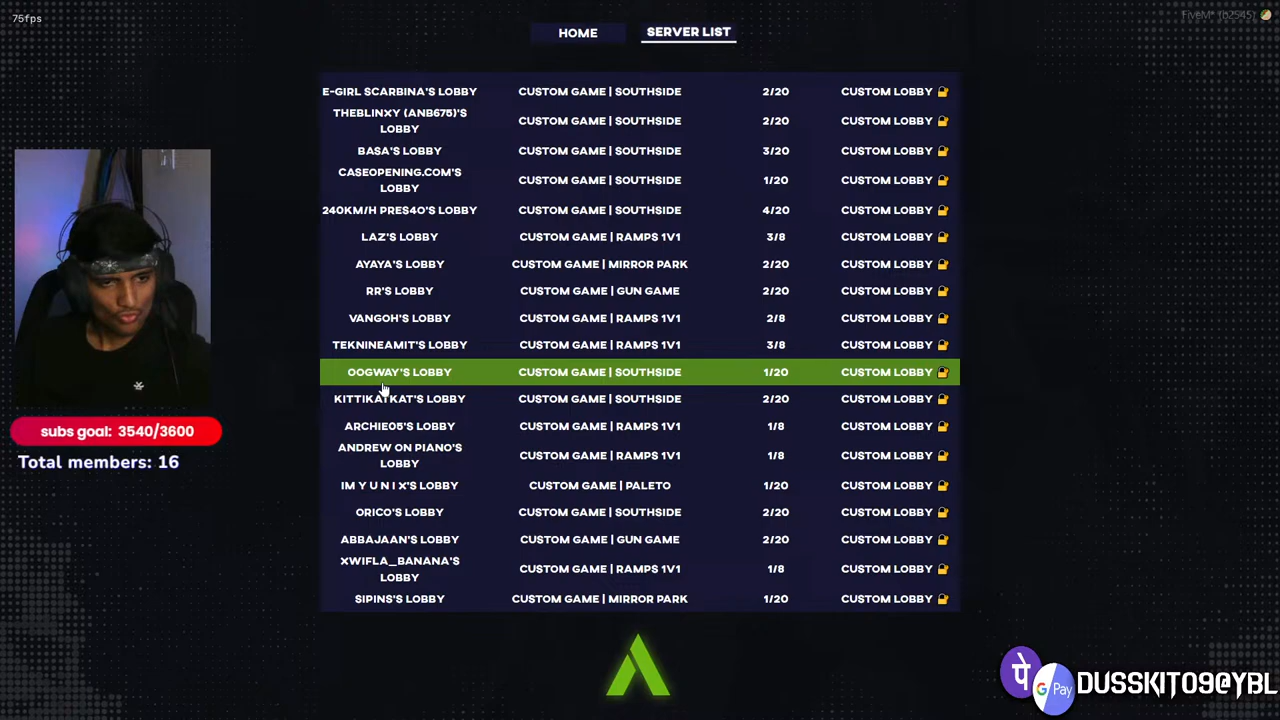 75fps
FiveM* (b2545)
HOME
SERVER LIST
E-GIRL SCARBINA'S LOBBY CUSTOM GAME | SOUTHSIDE 2/20 CUSTOM LOBBY
THEBLINXY (ANB675)'S
LOBBY CUSTOM GAME | SOUTHSIDE 2/20 CUSTOM LOBBY
BASA'S LOBBY CUSTOM GAME | SOUTHSIDE 3/20 CUSTOM LOBBY
CASEOPENING.COM'S
LOBBY CUSTOM GAME | SOUTHSIDE 1/20 CUSTOM LOBBY
240KM/H PRES40'S LOBBY CUSTOM GAME | SOUTHSIDE 4/20 CUSTOM LOBBY
LAZ'S LOBBY CUSTOM GAME | RAMPS 1V1 3/8 CUSTOM LOBBY
AYAYA'S LOBBY CUSTOM GAME | MIRROR PARK 2/20 CUSTOM LOBBY
RR'S LOBBY CUSTOM GAME | GUN GAME 2/20 CUSTOM LOBBY
VANGOH'S LOBBY CUSTOM GAME | RAMPS 1V1 2/8 CUSTOM LOBBY
TEKNINEAMIT'S LOBBY CUSTOM GAME | RAMPS 1V1 3/8 CUSTOM LOBBY
OOGWAY'S LOBBY CUSTOM GAME | SOUTHSIDE 1/20 CUSTOM LOBBY
KITTIKATKAT'S LOBBY CUSTOM GAME | SOUTHSIDE 2/20 CUSTOM LOBBY
ARCHIE05'S LOBBY CUSTOM GAME | RAMPS 1V1 1/8 CUSTOM LOBBY
ANDREW ON PIANO'S
LOBBY CUSTOM GAME | RAMPS 1V1 1/8 CUSTOM LOBBY
IM Y U N I X'S LOBBY CUSTOM GAME | PALETO 1/20 CUSTOM LOBBY
ORICO'S LOBBY CUSTOM GAME | SOUTHSIDE 2/20 CUSTOM LOBBY
ABBAJAAN'S LOBBY CUSTOM GAME | GUN GAME 2/20 CUSTOM LOBBY
XWIFLA_BANANA'S
LOBBY CUSTOM GAME | RAMPS 1V1 1/8 CUSTOM LOBBY
SIPINS'S LOBBY CUSTOM GAME | MIRROR PARK 1/20 CUSTOM LOBBY
subs goal: 3540/3600
Total members: 16
पे
G Pay
DUSSKIT09@YBL